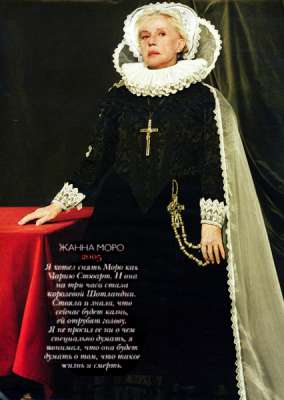 ЖАННА МОРО
2005
Я хотел снять Моро как
Марию Стюарт. И она
на три часа стала
королевой Шотландии.
Стояла и знала, что
сейчас будет казнь,
ей отрубят голову.
Я не просил ее ни о чем
специально думать, я
понимал, что она будет
думать о том, что такое
жизнь и смерть.